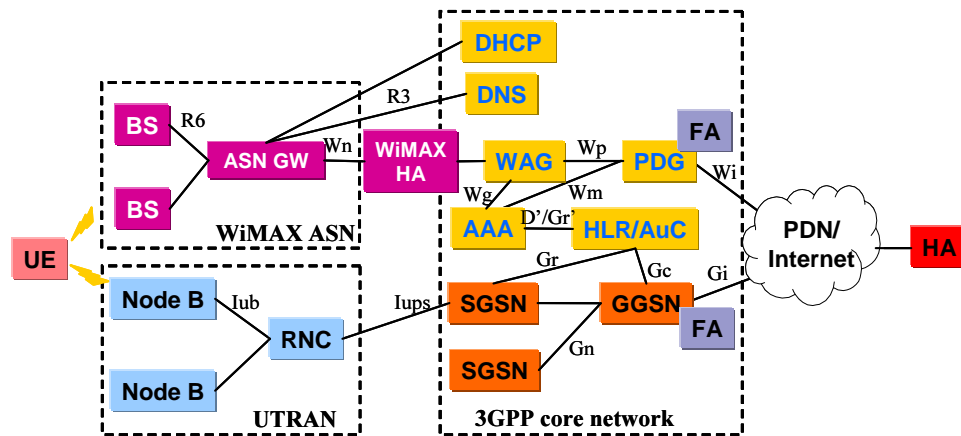 DHCP
R3
DNS
BS
R6
FA
Wn
ASN GW
WiMAX
HA
WAG
Wp
PDG
Wi
BS
Wg
Wm
AAA
D’/Gr’
HLR/AuC
WiMAX ASN
PDN/
Internet
HA
UE
Gr
Gc
Gi
Node B
Iub
Iups
SGSN
GGSN
RNC
FA
Gn
SGSN
Node B
UTRAN
3GPP core network